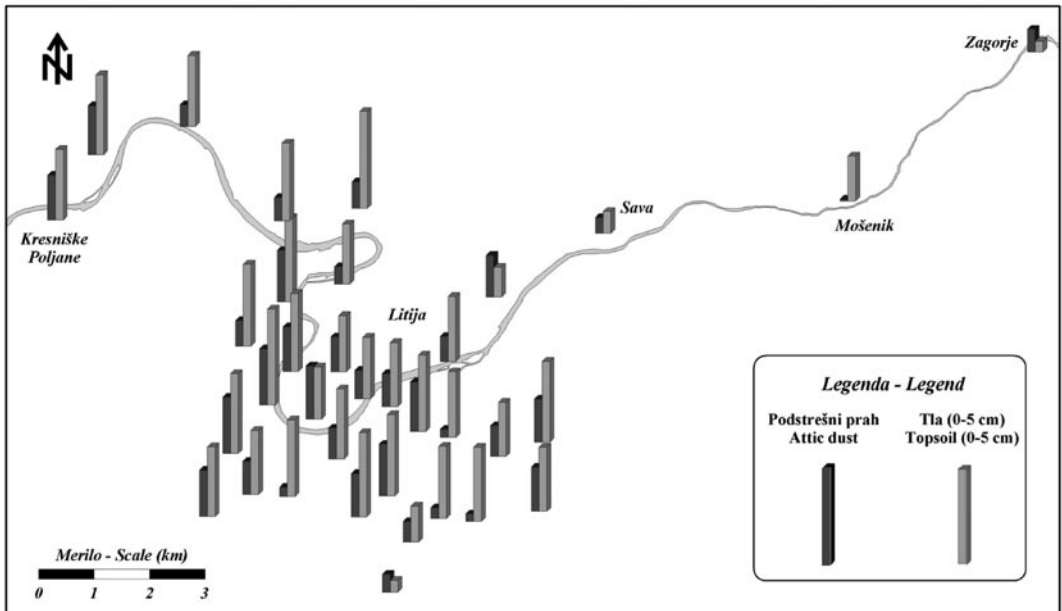 N
Zagorje
Sava
Mošenik
Kresniške
Poljane
Litija
Legenda - Legend
Podstrešni prah
Attic dust
Tla (0-5 cm)
Topsoil (0-5 cm)
Merilo - Scale (km)
0 1 2 3